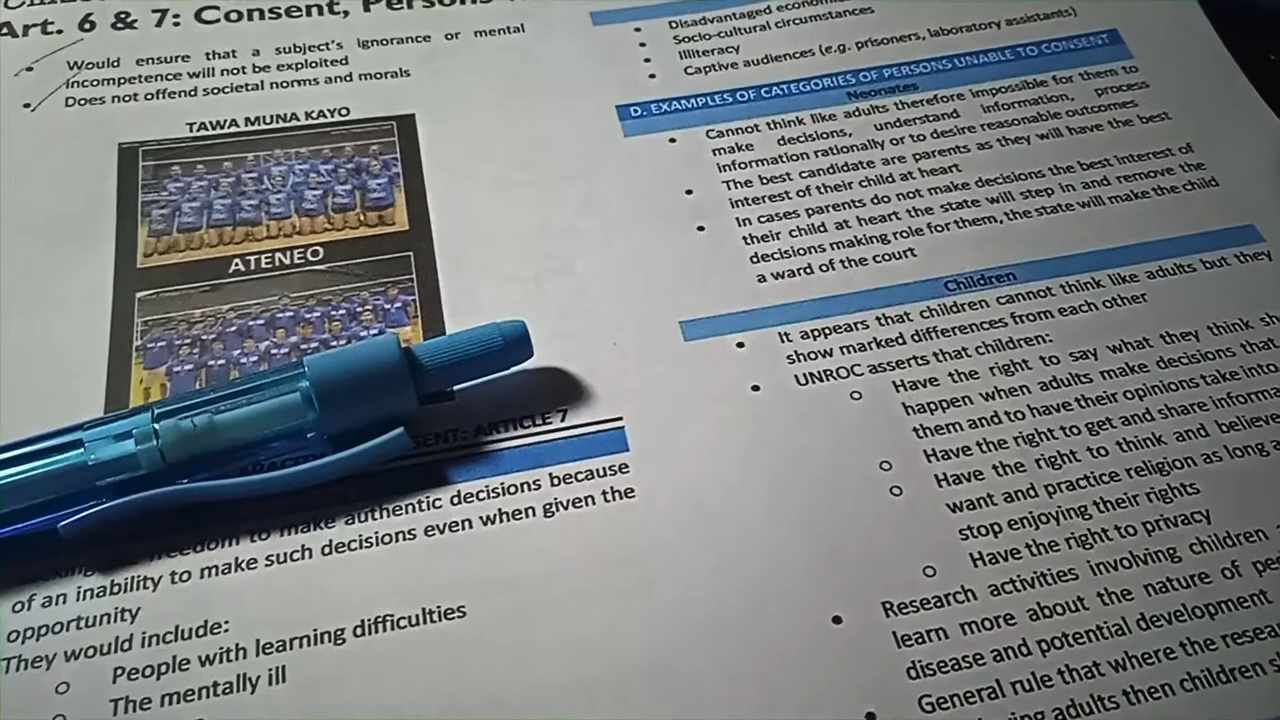 Art. 6 & 7: Consent,
• Would ensure that a subject's ignorance or mental
incompetence will not be exploited
• Does not offend societal norms and morals
TAWA MUNA KAYO
ATENEO
ARTICLE 7
freedom to make authentic decisions because
of an inability to make such decisions even when given the
opportunity
They would include:
o People with learning difficulties
The mentally ill
• Disadvantaged
• Socio-cultural circumstances
• Illiteracy
• Captive audiences (e.g. prisoners, laboratory assistants)
D. EXAMPLES OF CATEGORIES OF PERSONS UNABLE TO CONSENT
Neonates
• Cannot think like adults therefore impossible for them to
make decisions, understand information, process
information rationally or to desire reasonable outcomes
• The best candidate are parents as they will have the best
interest of their child at heart
• In cases parents do not make decisions the best interest of
their child at heart the state will step in and remove the
decisions making role for them, the state will make the child
a ward of the court
Children
• It appears that children cannot think like adults but they
show marked differences from each other
• UNROC asserts that children:
o Have the right to say what they think
happen when adults make decisions that
them and to have their opinions take into
o Have the right to get and share
o Have the right to think and believe
want and practice religion as long
stop enjoying their rights
o Have the right to privacy
• Research activities involving children
learn more about the nature of
disease and potential development
• General rule that where the
adults then children